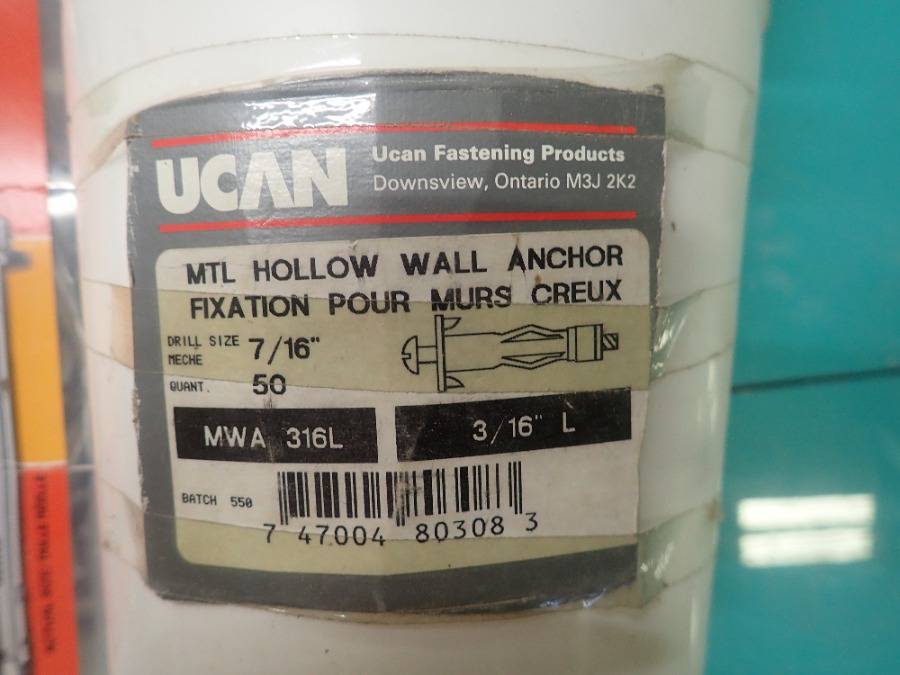 UCAN
Ucan Fastening Products
Downsview, Ontario M3J 2K2
MTL HOLLOW WALL ANCHOR
FIXATION POUR MURS CREUX
DRILL SIZE 7/16"
MECHE
QUANT. 50
MWA 316L
3/16" L
BATCH 550
7 47004 80308 3